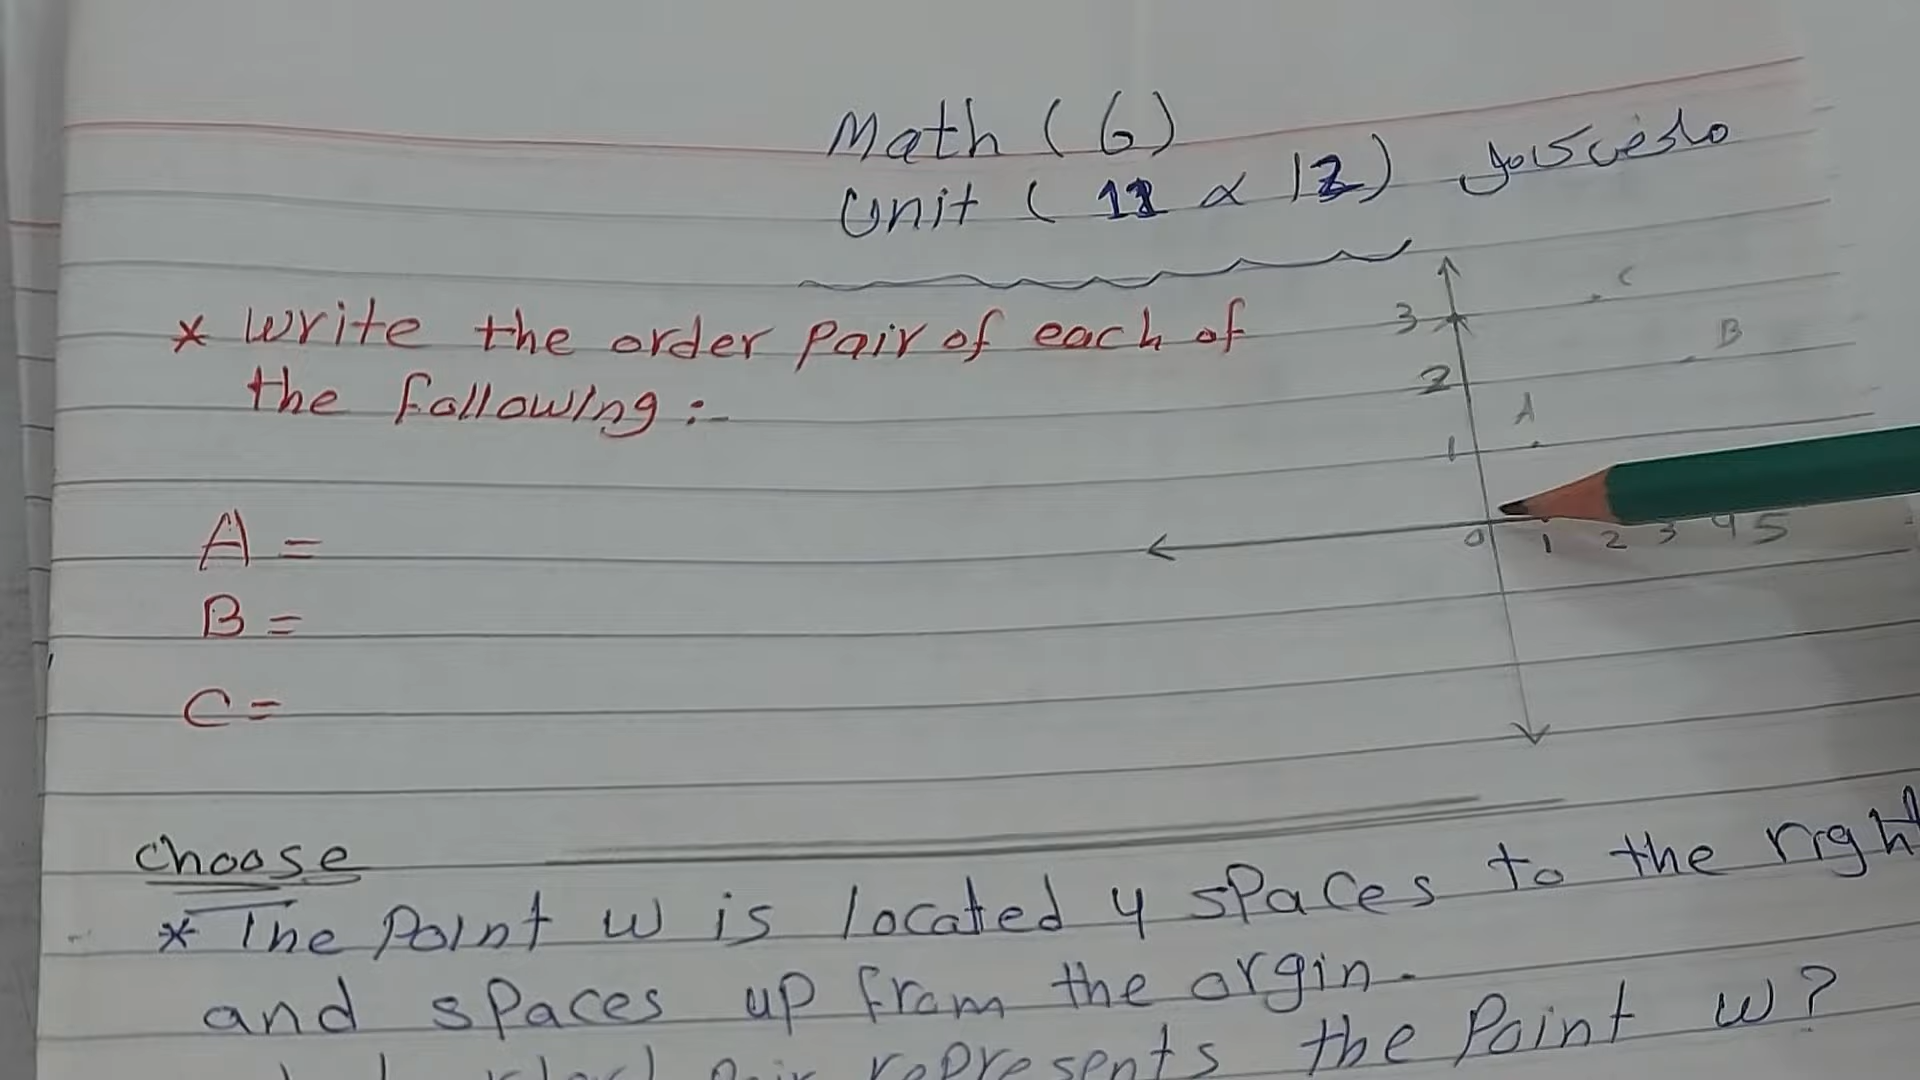 Math (6)
Unit ( 11 & 12)
* Write the order pair of each of
the following :-
A =
B =
C =
C
3
B
2
A
1
0 1 2 3 4 5
Choose
* The Point w is located 4 spaces to the right
and spaces up from the orgin.
represents the Point w?